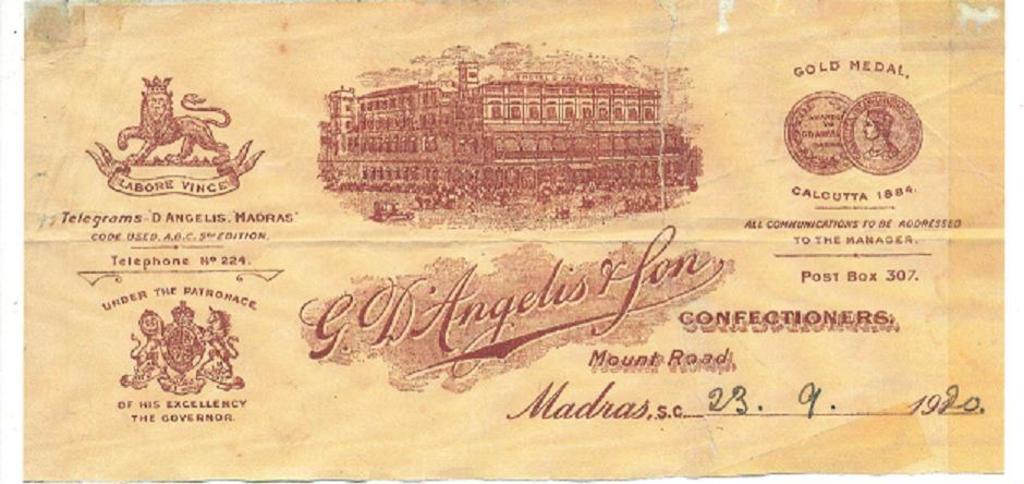 LABORE VINCE
Telegrams "D'ANGELIS, MADRAS"
CODE USED, A.B.C. 5TH EDITION.
Telephone No 224.
UNDER THE PATRONAGE
OF HIS EXCELLENCY
THE GOVERNOR.
GOLD MEDAL,
CALCUTTA 1884.
ALL COMMUNICATIONS TO BE ADDRESSED
TO THE MANAGER.
POST BOX 307.
G. D'Angelis & Son,
CONFECTIONERS,
Mount Road,
Madras, S.C. 23. 9. 1920.